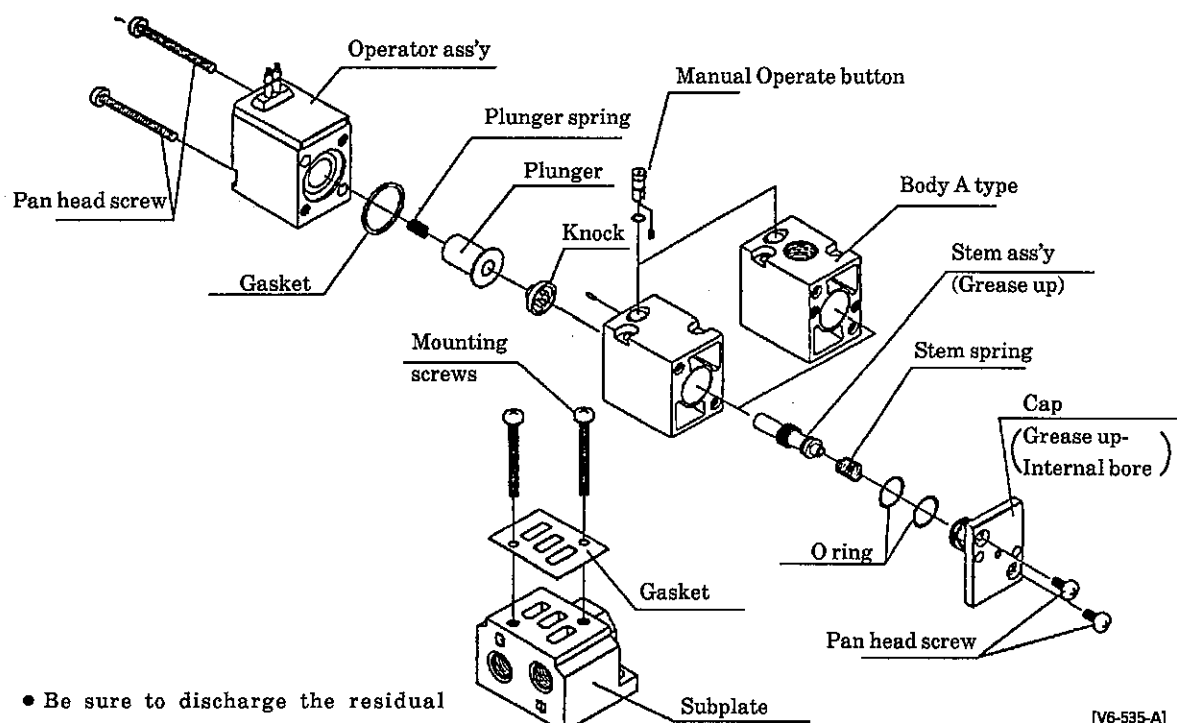 Operator ass'y
Manual Operate button
Plunger spring
Plunger
Pan head screw
Body A type
Knock
Stem ass'y
(Grease up)
Gasket
Mounting
screws
Stem spring
Cap
(Grease up-
Internal bore)
O ring
Gasket
Pan head screw
Subplate
● Be sure to discharge the residual
[V6-535-A]